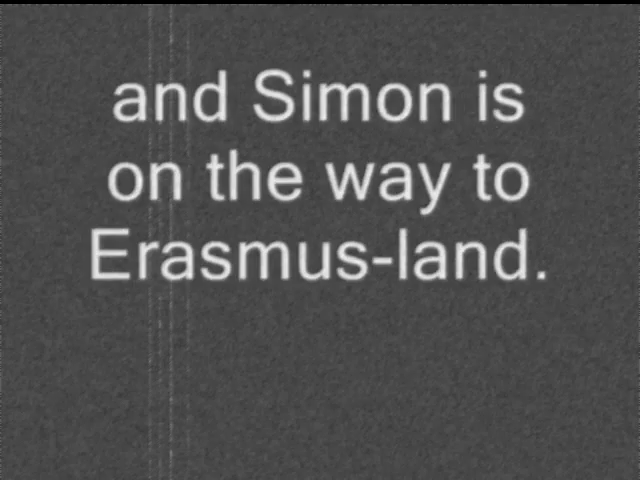 and Simon is
on the way to
Erasmus-land.